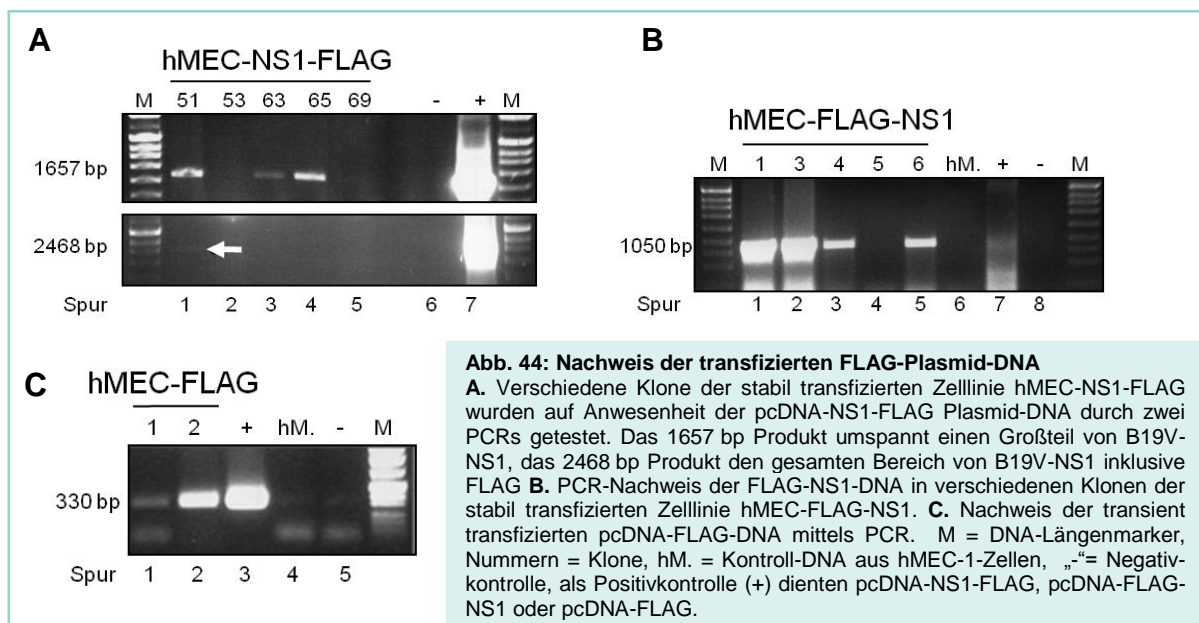 A
hMEC-NS1-FLAG
M 51 53 63 65 69 - + M
1657 bp
2468 bp
Spur 1 2 3 4 5 6 7
B
hMEC-FLAG-NS1
M 1 3 4 5 6 hM. + - M
1050 bp
Spur 1 2 3 4 5 6 7 8
C
hMEC-FLAG
1 2 + hM. - M
330 bp
Spur 1 2 3 4 5
Abb. 44: Nachweis der transfizierten FLAG-Plasmid-DNA
A. Verschiedene Klone der stabil transfizierten Zelllinie hMEC-NS1-FLAG
wurden auf Anwesenheit der pcDNA-NS1-FLAG Plasmid-DNA durch zwei
PCRs getestet. Das 1657 bp Produkt umspannt einen Großteil von B19V-
NS1, das 2468 bp Produkt den gesamten Bereich von B19V-NS1 inklusive
FLAG B. PCR-Nachweis der FLAG-NS1-DNA in verschiedenen Klonen der
stabil transfizierten Zelllinie hMEC-FLAG-NS1. C. Nachweis der transient
transfizierten pcDNA-FLAG-DNA mittels PCR. M = DNA-Längenmarker,
Nummern = Klone, hM. = Kontroll-DNA aus hMEC-1-Zellen, „-“= Negativ-
kontrolle, als Positivkontrolle (+) dienten pcDNA-NS1-FLAG, pcDNA-FLAG-
NS1 oder pcDNA-FLAG.